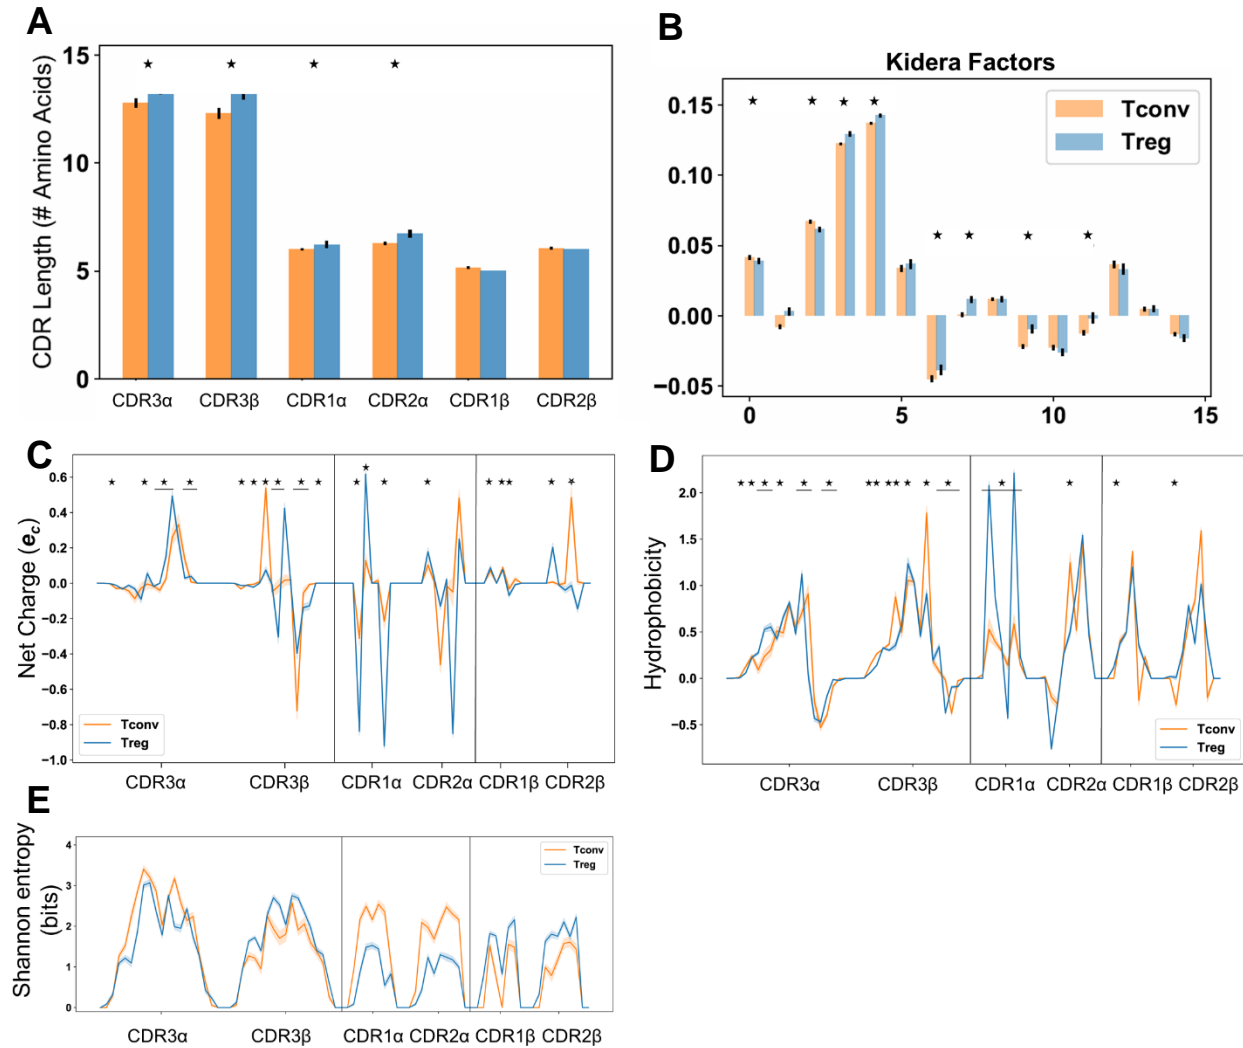 A
CDR Length (# Amino Acids)
15
10
5
0
CDR3α CDR3β CDR1α CDR2α CDR1β CDR2β
B
Kidera Factors
0.15
0.10
0.05
0.00
−0.05
Tconv
Treg
0 5 10 15
C
Net Charge (e_c)
0.6
0.4
0.2
0.0
−0.2
−0.4
−0.6
−0.8
−1.0
Tconv
Treg
CDR3α CDR3β CDR1α CDR2α CDR1β CDR2β
D
Hydrophobicity
2.0
1.5
1.0
0.5
0.0
−0.5
Tconv
Treg
CDR3α CDR3β CDR1α CDR2α CDR1β CDR2β
E
Shannon entropy
(bits)
4
3
2
1
0
Tconv
Treg
CDR3α CDR3β CDR1α CDR2α CDR1β CDR2β